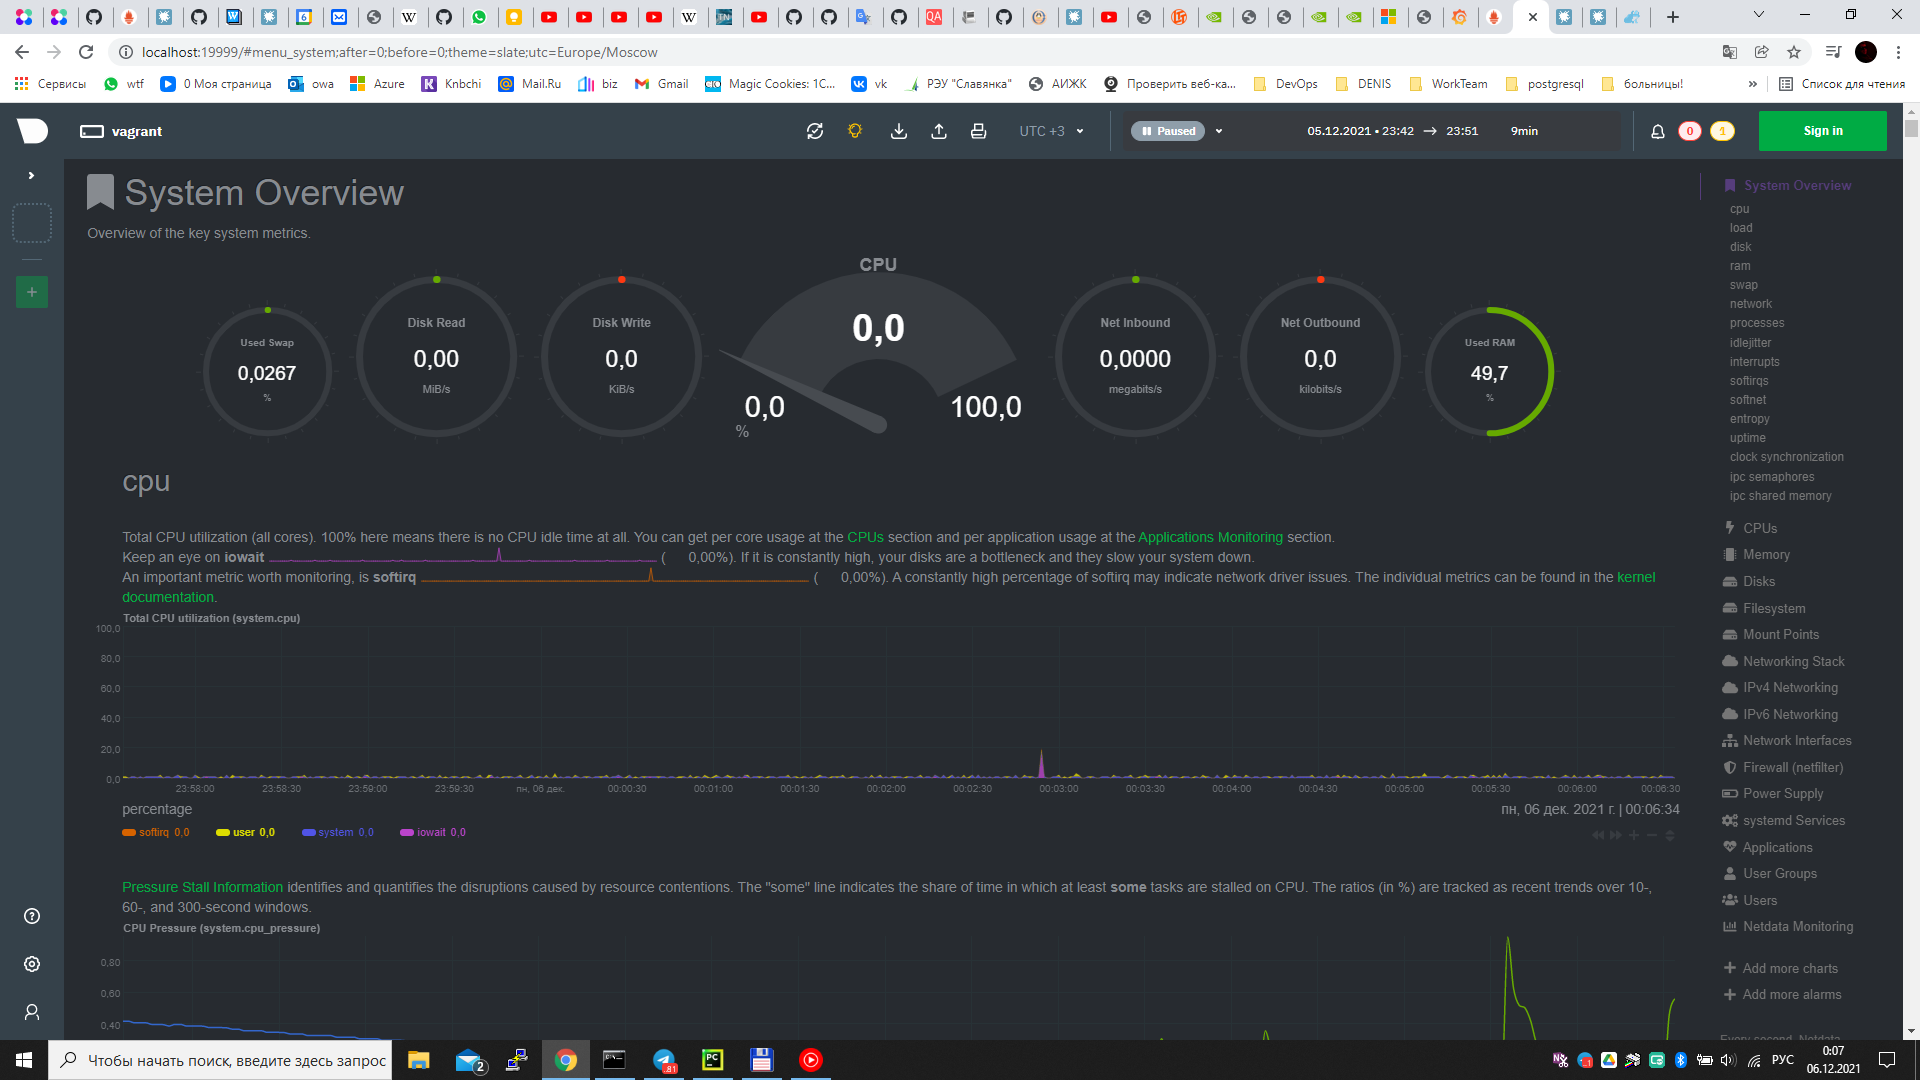 localhost:19999/#menu_system;after=0;before=0;theme=slate;utc=Europe/Moscow
Сервисы
wtf
0 Моя страница
owa
Azure
Knbchi
Mail.Ru
biz
Gmail
Magic Cookies: 1С...
vk
РЭУ "Славянка"
АИЖК
Проверить веб-ка...
DevOps
DENIS
WorkTeam
postgresql
больницы!
»
Список для чтения
vagrant
UTC +3
Paused
05.12.2021 • 23:42 → 23:51
9min
0
1
Sign in
System Overview
Overview of the key system metrics.
Used Swap
0,0267
%
Disk Read
0,00
MiB/s
Disk Write
0,0
KiB/s
CPU
0,0
0,0
100,0
%
Net Inbound
0,0000
megabits/s
Net Outbound
0,0
kilobits/s
Used RAM
49,7
%
cpu
Total CPU utilization (all cores). 100% here means there is no CPU idle time at all. You can get per core usage at the CPUs section and per application usage at the Applications Monitoring section.
Keep an eye on iowait ( 0,00%). If it is constantly high, your disks are a bottleneck and they slow your system down.
An important metric worth monitoring, is softirq ( 0,00%). A constantly high percentage of softirq may indicate network driver issues. The individual metrics can be found in the kernel
documentation.
Total CPU utilization (system.cpu)
100,0
80,0
60,0
40,0
20,0
0,0
23:58:00 23:58:30 23:59:00 23:59:30 пн, 06 дек. 00:00:30 00:01:00 00:01:30 00:02:00 00:02:30 00:03:00 00:03:30 00:04:00 00:04:30 00:05:00 00:05:30 00:06:00 00:06:30
percentage
пн, 06 дек. 2021 г. | 00:06:34
softirq 0,0 user 0,0 system 0,0 iowait 0,0
Pressure Stall Information identifies and quantifies the disruptions caused by resource contentions. The "some" line indicates the share of time in which at least some tasks are stalled on CPU. The ratios (in %) are tracked as recent trends over 10-,
60-, and 300-second windows.
CPU Pressure (system.cpu_pressure)
0,80
0,60
0,40
System Overview
cpu
load
disk
ram
swap
network
processes
idlejitter
interrupts
softirqs
softnet
entropy
uptime
clock synchronization
ipc semaphores
ipc shared memory
CPUs
Memory
Disks
Filesystem
Mount Points
Networking Stack
IPv4 Networking
IPv6 Networking
Network Interfaces
Firewall (netfilter)
Power Supply
systemd Services
Applications
User Groups
Users
Netdata Monitoring
Add more charts
Add more alarms
Every second, Netdata
Чтобы начать поиск, введите здесь запрос
2
81
РУС
0:07
06.12.2021